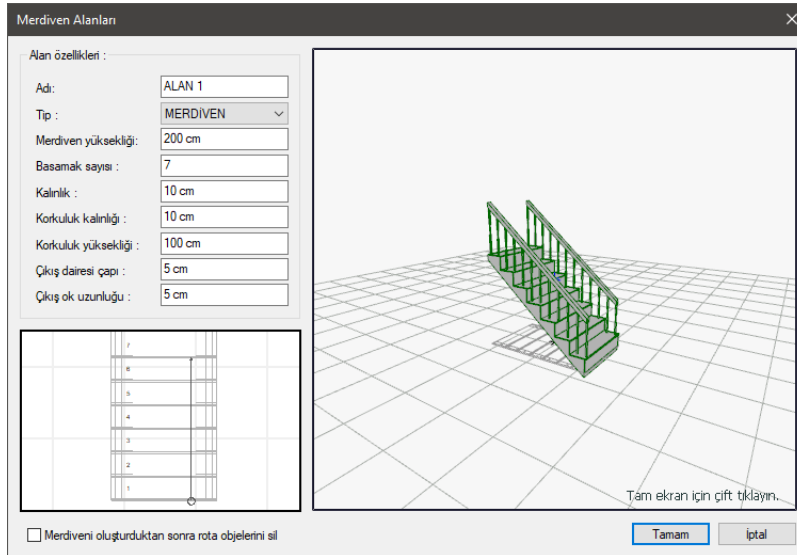 Merdiven Alanları
Alan özellikleri :
Adı: ALAN 1
Tip : MERDİVEN
Merdiven yüksekliği: 200 cm
Basamak sayısı : 7
Kalınlık : 10 cm
Korkuluk kalınlığı : 10 cm
Korkuluk yüksekliği : 100 cm
Çıkış dairesi çapı : 5 cm
Çıkış ok uzunluğu : 5 cm
7
6
5
4
3
2
1
Tam ekran için çift tıklayın.
Merdiveni oluşturduktan sonra rota objelerini sil
Tamam İptal